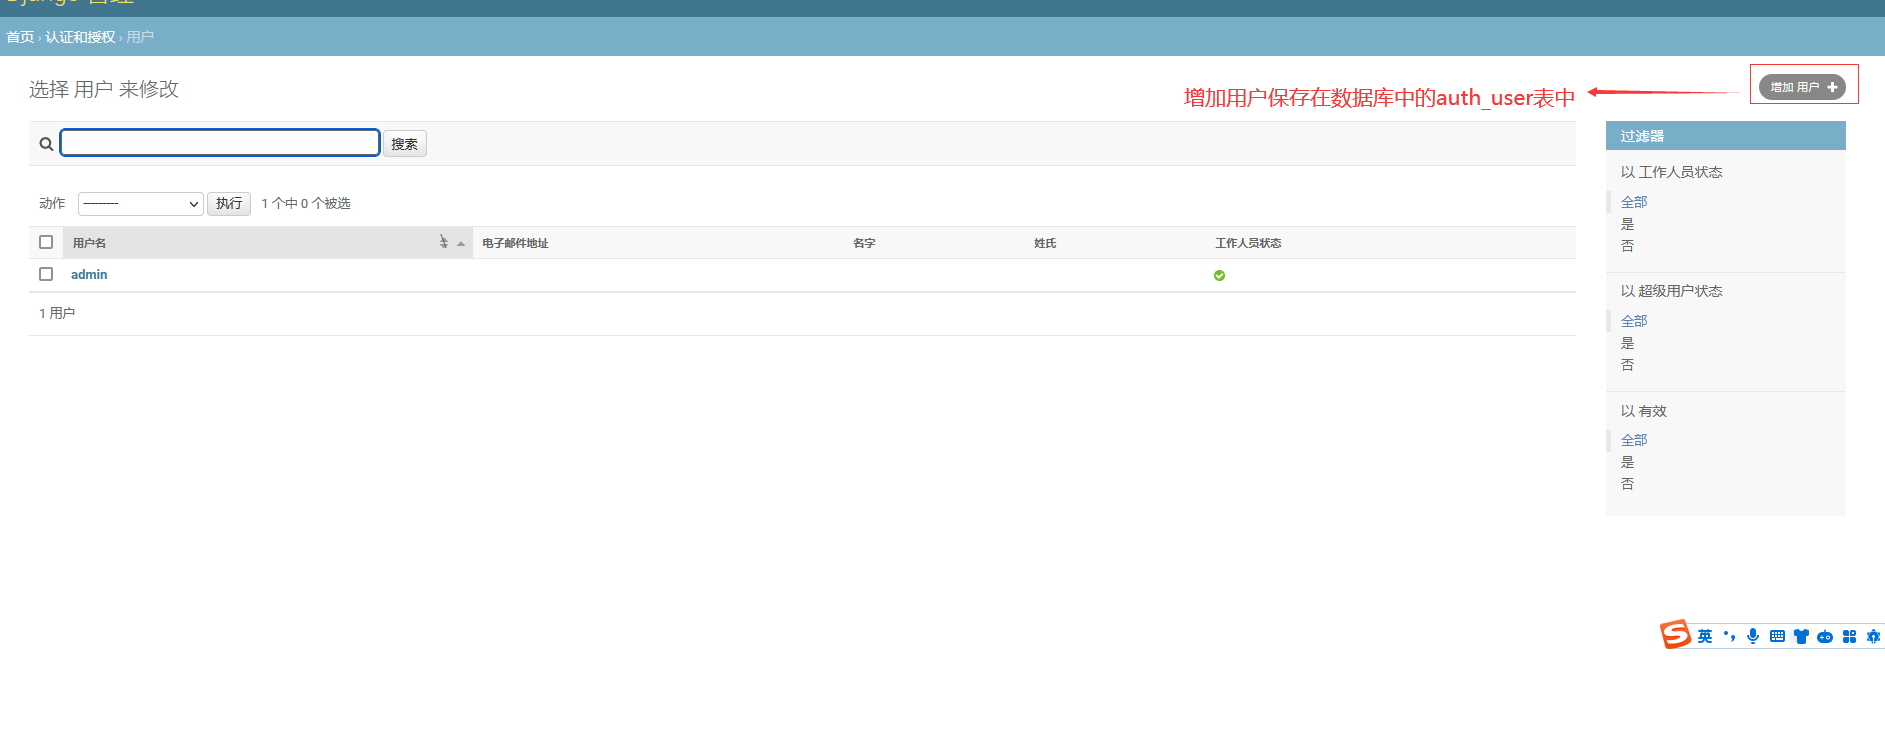 Django 管理
首页 › 认证和授权 › 用户
选择 用户 来修改
增加用户保存在数据库中的auth_user表中
增加 用户
搜索
动作 --------- 执行 1 个中 0 个被选
用户名 电子邮件地址 名字 姓氏 工作人员状态
admin
1 用户
过滤器
以 工作人员状态
全部
是
否
以 超级用户状态
全部
是
否
以 有效
全部
是
否
英